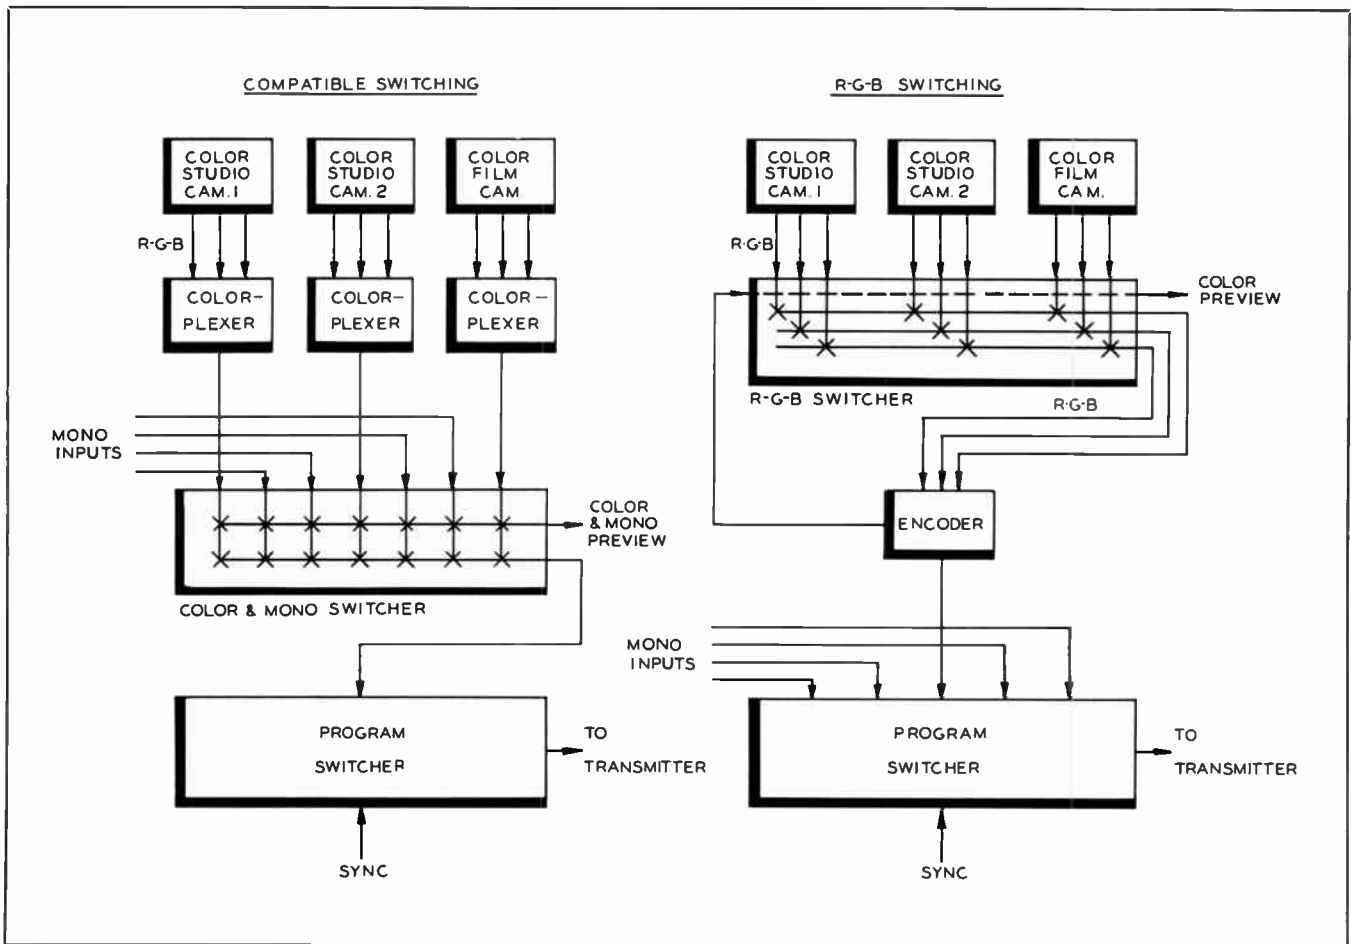 COMPATIBLE SWITCHING
COLOR
STUDIO
CAM. 1
COLOR
STUDIO
CAM. 2
COLOR
FILM
CAM.
R-G-B
COLOR-
PLEXER
COLOR-
PLEXER
COLOR-
PLEXER
MONO
INPUTS
COLOR
& MONO
PREVIEW
COLOR & MONO SWITCHER
PROGRAM
SWITCHER
TO
TRANSMITTER
SYNC
R-G-B SWITCHING
COLOR
STUDIO
CAM. 1
COLOR
STUDIO
CAM. 2
COLOR
FILM
CAM.
R-G-B
COLOR
PREVIEW
R-G-B SWITCHER
R-G-B
ENCODER
MONO
INPUTS
PROGRAM
SWITCHER
TO
TRANSMITTER
SYNC